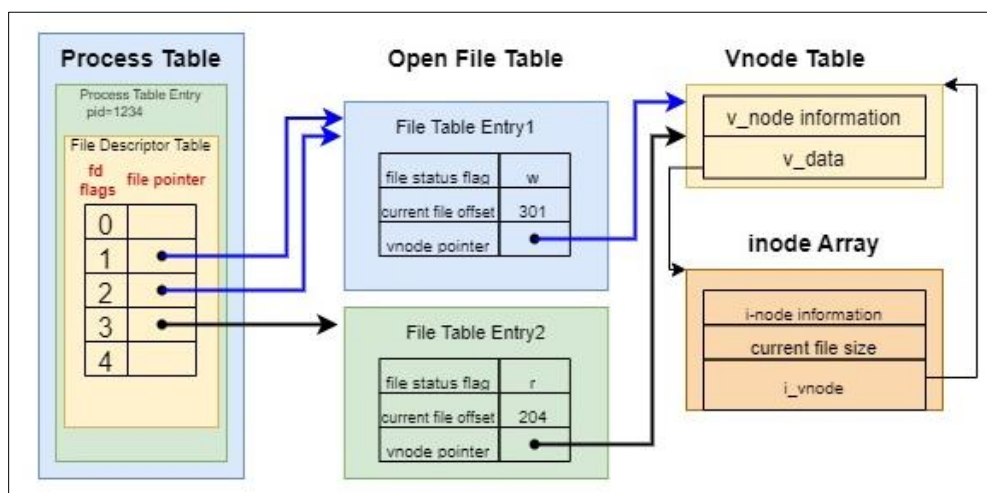 Process Table
Process Table Entry
pid=1234
File Descriptor Table
fd
flags
file pointer
0
1
2
3
4
Open File Table
File Table Entry1
file status flag w
current file offset 301
vnode pointer
File Table Entry2
file status flag r
current file offset 204
vnode pointer
Vnode Table
v_node information
v_data
inode Array
i-node information
current file size
i_vnode